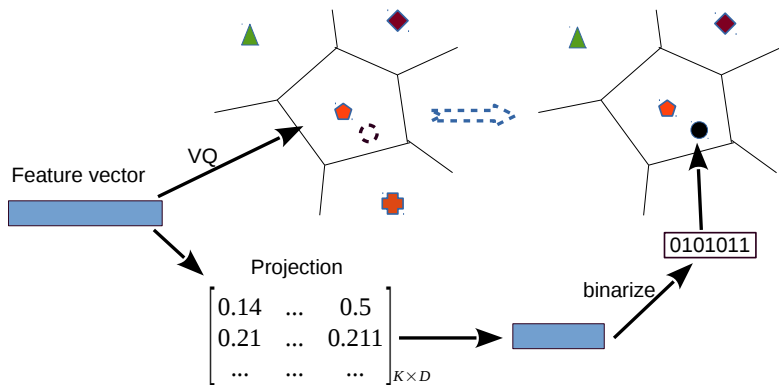 VQ
Feature vector
0101011
Projection
binarize
0.14 ... 0.5
0.21 ... 0.211
... ... ...
K×D